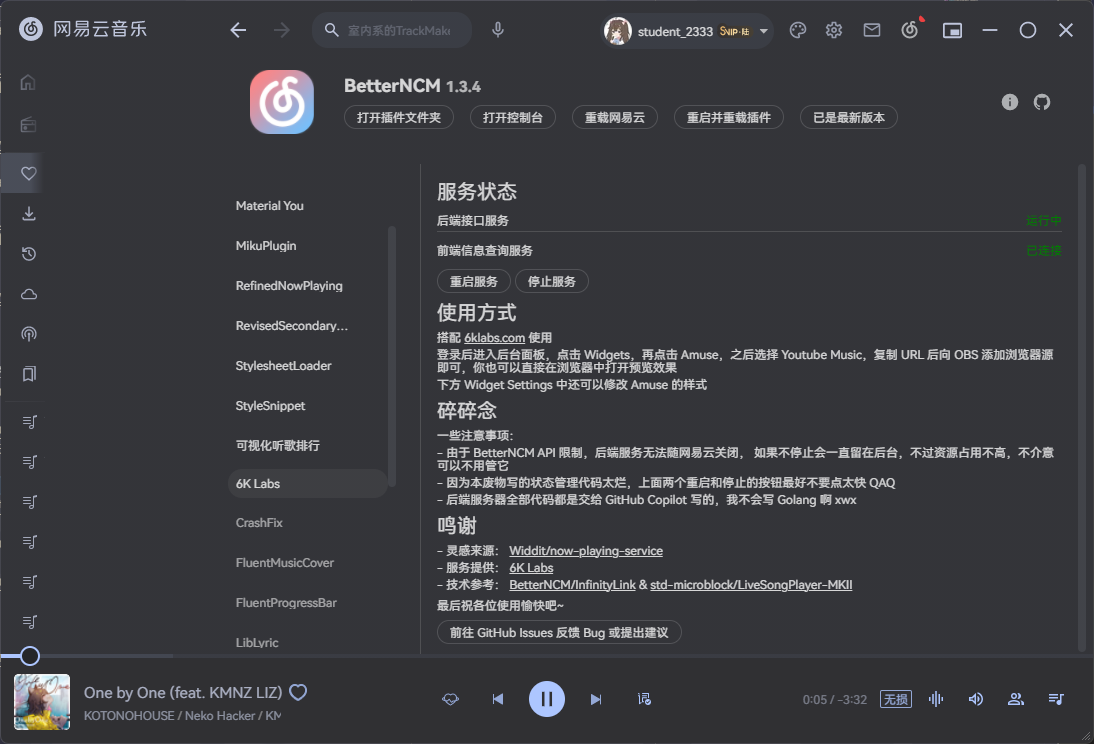 网易云音乐
室内系的TrackMake
student_2333
SVIP·陆
BetterNCM 1.3.4
打开插件文件夹
打开控制台
重载网易云
重启并重载插件
已是最新版本
Material You
MikuPlugin
RefinedNowPlaying
RevisedSecondary...
StylesheetLoader
StyleSnippet
可视化听歌排行
6K Labs
CrashFix
FluentMusicCover
FluentProgressBar
LibLyric
服务状态
后端接口服务 运行中
前端信息查询服务 已连接
重启服务 停止服务
使用方式
搭配 6klabs.com 使用
登录后进入后台面板，点击 Widgets，再点击 Amuse，之后选择 Youtube Music，复制 URL 后向 OBS 添加浏览器源
即可，你也可以直接在浏览器中打开预览效果
下方 Widget Settings 中还可以修改 Amuse 的样式
碎碎念
一些注意事项：
- 由于 BetterNCM API 限制，后端服务无法随网易云关闭， 如果不停止会一直留在后台，不过资源占用不高，不介意
可以不用管它
- 因为本废物写的状态管理代码太烂，上面两个重启和停止的按钮最好不要点太快 QAQ
- 后端服务器全部代码都是交给 GitHub Copilot 写的，我不会写 Golang 啊 xwx
鸣谢
- 灵感来源： Widdit/now-playing-service
- 服务提供： 6K Labs
- 技术参考： BetterNCM/InfinityLink & std-microblock/LiveSongPlayer-MKII
最后祝各位使用愉快吧~
前往 GitHub Issues 反馈 Bug 或提出建议
One by One (feat. KMNZ LIZ)
KOTONOHOUSE / Neko Hacker / KM
词
0:05 / -3:32
无损